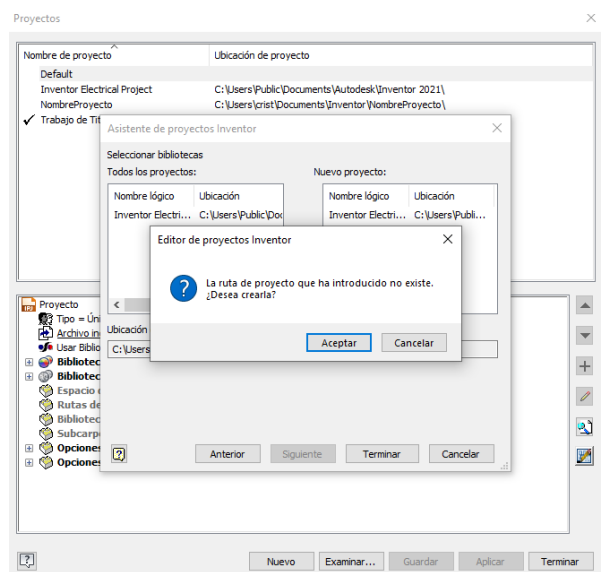 Proyectos
Nombre de proyecto Ubicación de proyecto
Default
Inventor Electrical Project C:\Users\Public\Documents\Autodesk\Inventor 2021\
NombreProyecto C:\Users\crist\Documents\Inventor\NombreProyecto\
Trabajo de Tit
Asistente de proyectos Inventor
Seleccionar bibliotecas
Todos los proyectos: Nuevo proyecto:
Nombre lógico Ubicación Nombre lógico Ubicación
Inventor Electri... C:\Users\Public\Doc Inventor Electri... C:\Users\Publi...
Editor de proyectos Inventor
La ruta de proyecto que ha introducido no existe.
¿Desea crearla?
Aceptar Cancelar
Proyecto
Tipo = Úni
Archivo in
Usar Biblio
Bibliotec
Bibliotec
Espacio
Rutas de
Bibliotec
Subcarp
Opciones
Opciones
Ubicación
C:\Users
Anterior Siguiente Terminar Cancelar
Nuevo Examinar... Guardar Aplicar Terminar